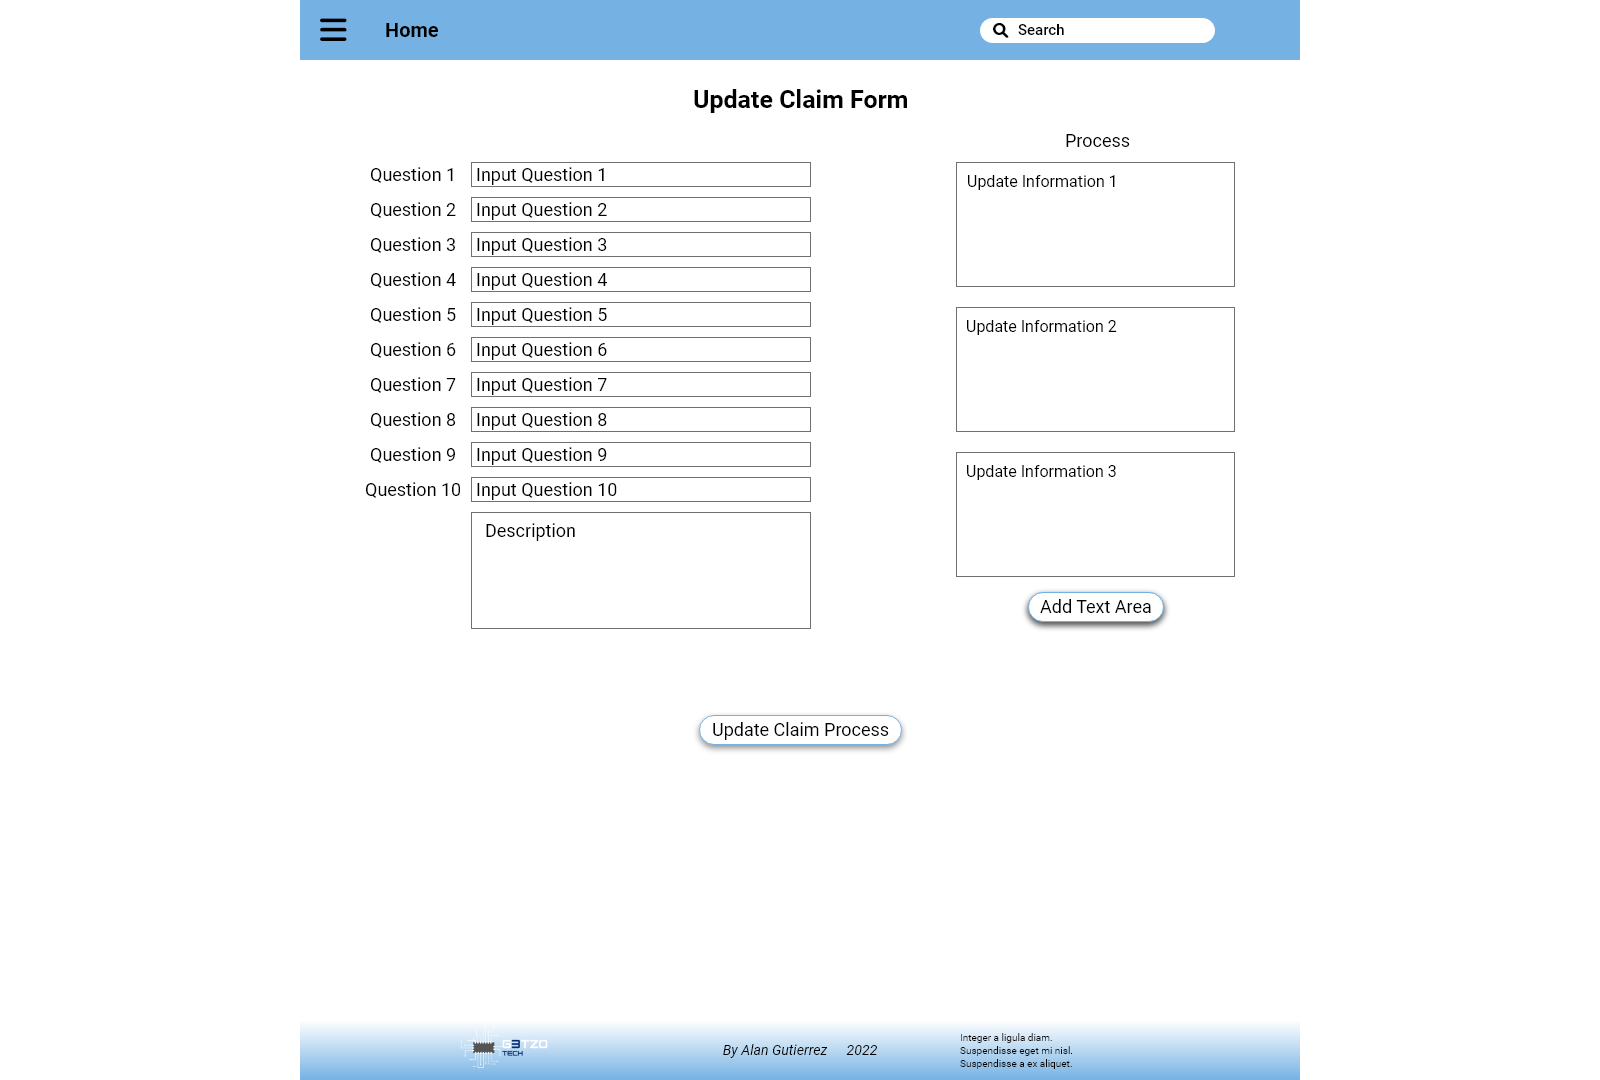 Home
Search
Update Claim Form
Process
Question 1 Input Question 1
Question 2 Input Question 2
Question 3 Input Question 3
Question 4 Input Question 4
Question 5 Input Question 5
Question 6 Input Question 6
Question 7 Input Question 7
Question 8 Input Question 8
Question 9 Input Question 9
Question 10 Input Question 10
Description
Update Information 1
Update Information 2
Update Information 3
Add Text Area
Update Claim Process
G3TZO
TECH
By Alan Gutierrez 2022
Integer a ligula diam.
Suspendisse eget mi nisl.
Suspendisse a ex aliquet.